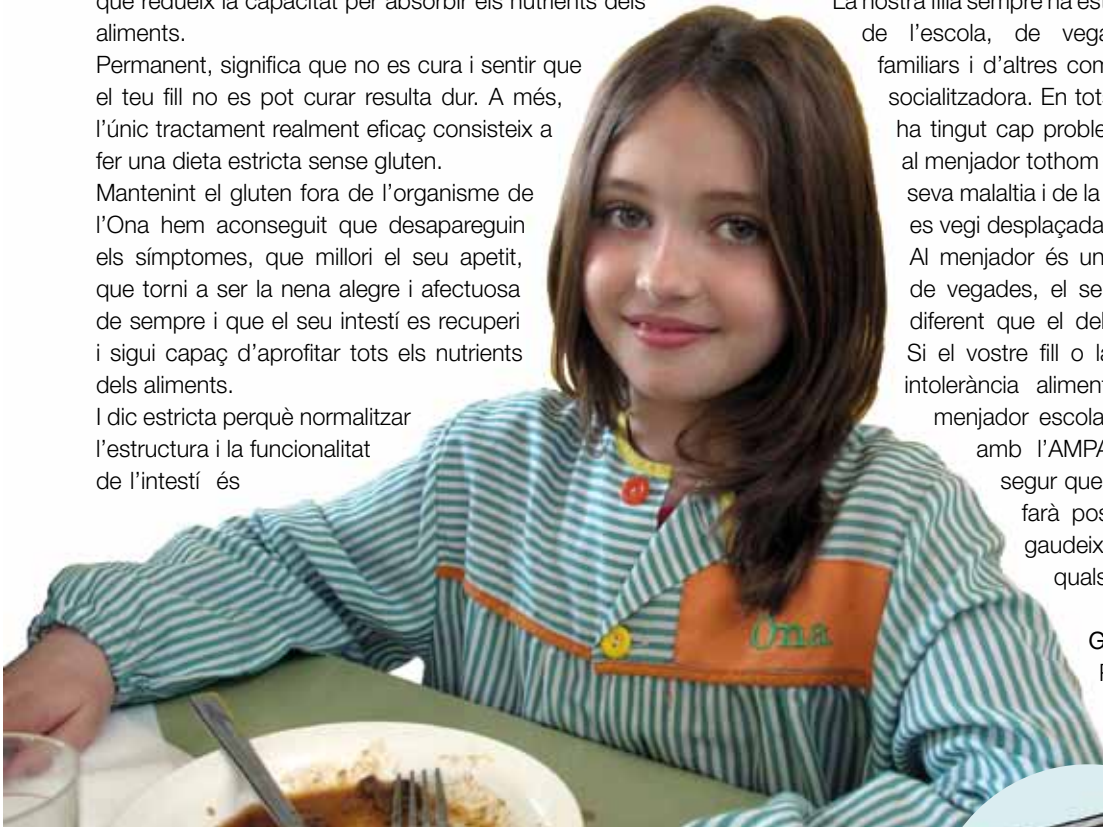 que redueix la capacitat per absorbir els nutrients dels
aliments.
Permanent, significa que no es cura i sentir que
el teu fill no es pot curar resulta dur. A més,
l’únic tractament realment eficaç consisteix a
fer una dieta estricta sense gluten.
Mantenint el gluten fora de l’organisme de
l’Ona hem aconseguit que desapareguin
els símptomes, que millori el seu apetit,
que torni a ser la nena alegre i afectuosa
de sempre i que el seu intestí es recuperi
i sigui capaç d’aprofitar tots els nutrients
dels aliments.
I dic estricta perquè normalitzar
l’estructura i la funcionalitat
de l’intestí és
La nostra filla sempre ha
de l’escola, de
familiars i d’altres
socialitzadora. En
ha tingut cap
al menjador tothom
seva malaltia i de la
es vegi desplaçada
Al menjador és
de vegades, el
diferent que el
Si el vostre fill o
intolerància
menjador
amb l’AMPA
segur que
farà
Ona